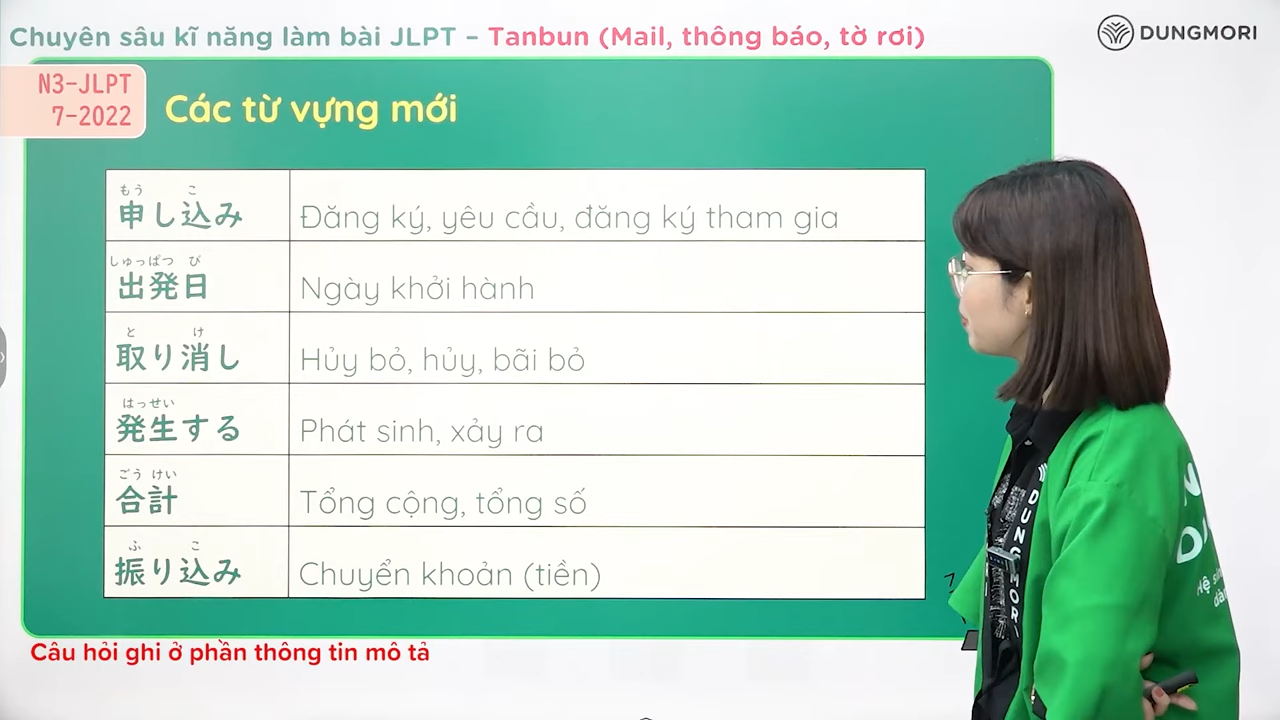 Chuyên sâu kĩ năng làm bài JLPT – Tanbun (Mail, thông báo, tờ rơi)
DUNGMORI
N3-JLPT
7-2022
Các từ vựng mới
もう こ
申し込み
Đăng ký, yêu cầu, đăng ký tham gia
しゅっぱつ び
出発日
Ngày khởi hành
と け
取り消し
Hủy bỏ, hủy, bãi bỏ
はっせい
発生する
Phát sinh, xảy ra
ごう けい
合計
Tổng cộng, tổng số
ふ こ
振り込み
Chuyển khoản (tiền)
Câu hỏi ghi ở phần thông tin mô tả
DUNGMORI